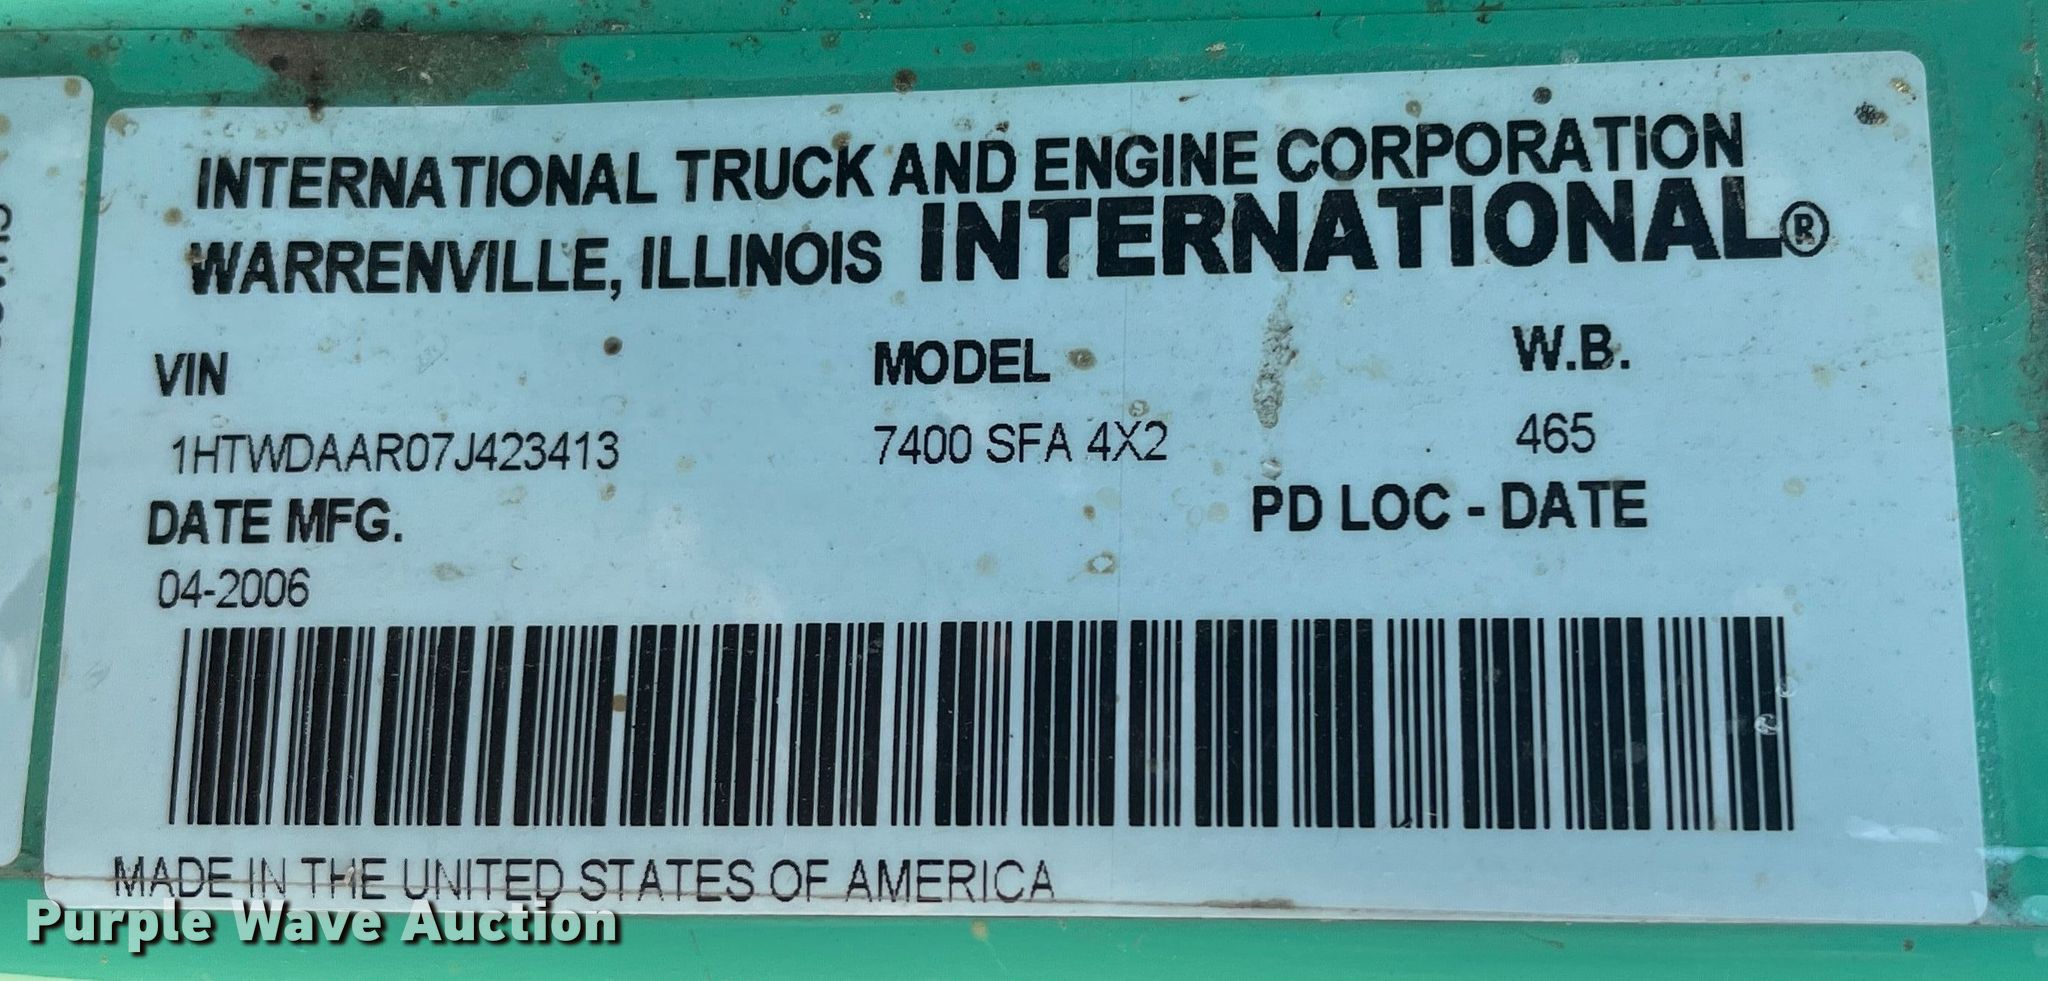 INTERNATIONAL TRUCK AND ENGINE CORPORATION
WARRENVILLE, ILLINOIS INTERNATIONAL®
VIN MODEL W.B.
1HTWDAAR07J423413 7400 SFA 4X2 465
DATE MFG. PD LOC - DATE
04-2006
MADE IN THE UNITED STATES OF AMERICA
Purple Wave Auction